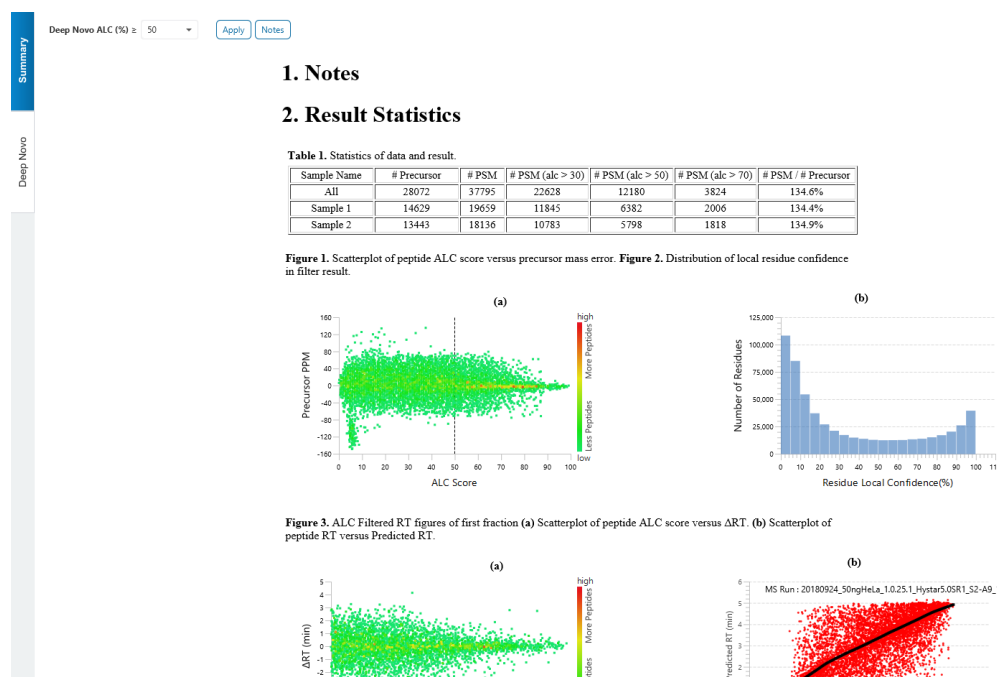 Summary
Deep Novo
Deep Novo ALC (%) ≥ 50 Apply Notes
1. Notes
2. Result Statistics
Table 1. Statistics of data and result.
Sample Name # Precursor # PSM # PSM (alc > 30) # PSM (alc > 50) # PSM (alc > 70) # PSM / # Precursor
All 28072 37795 22628 12180 3824 134.6%
Sample 1 14629 19659 11845 6382 2006 134.4%
Sample 2 13443 18136 10783 5798 1818 134.9%
Figure 1. Scatterplot of peptide ALC score versus precursor mass error. Figure 2. Distribution of local residue confidence
in filter result.
(a)
high
160
120
80
40
0
-40
-80
-120
-160
Precursor PPM
More Peptides
Less Peptides
low
0 10 20 30 40 50 60 70 80 90 100
ALC Score
(b)
125,000
100,000
75,000
50,000
25,000
0
Number of Residues
0 10 20 30 40 50 60 70 80 90 100 11
Residue Local Confidence(%)
Figure 3. ALC Filtered RT figures of first fraction (a) Scatterplot of peptide ALC score versus ΔRT. (b) Scatterplot of
peptide RT versus Predicted RT.
(a)
high
5
4
3
2
1
0
-1
-2
ΔRT (min)
More Peptides
tides
(b)
MS Run : 20180924_50ngHeLa_1.0.25.1_Hystar5.0SR1_S2-A9_
6
5
4
3
2
redicted RT (min)